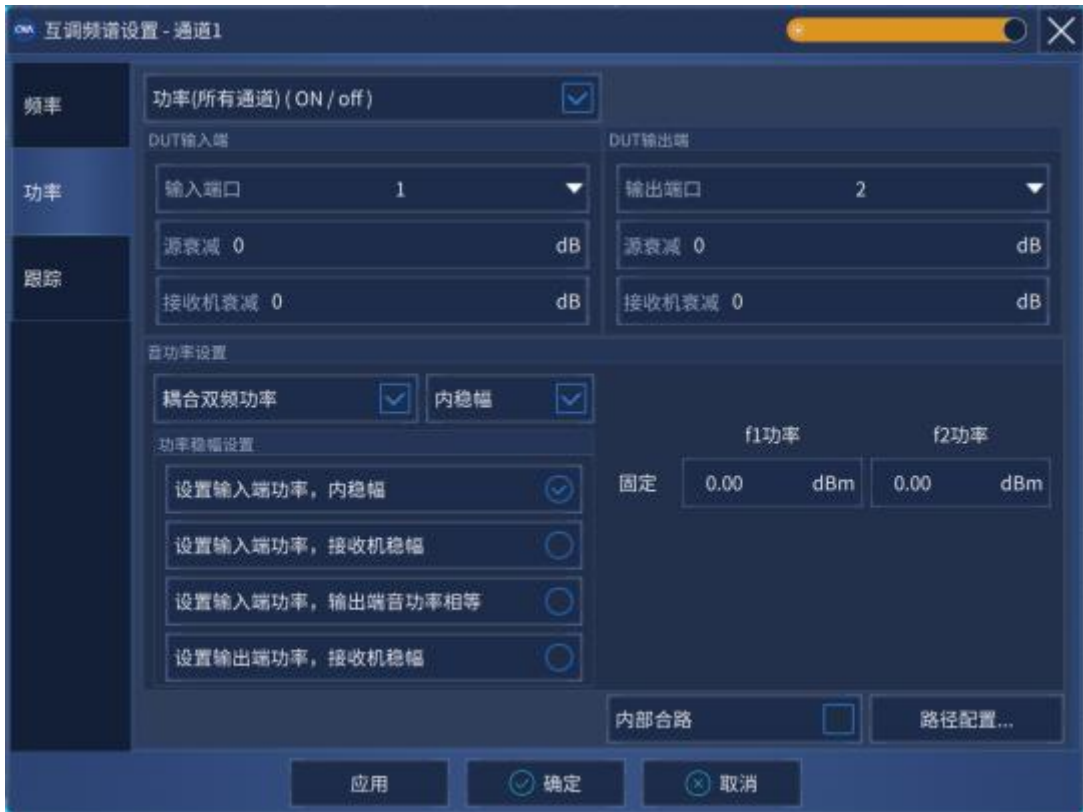 CNA 互调频谱设置 - 通道1
频率
功率
跟踪
功率(所有通道) ( ON / off )
DUT输入端
输入端口 1
源衰减 0 dB
接收机衰减 0 dB
DUT输出端
输出端口 2
源衰减 0 dB
接收机衰减 0 dB
音功率设置
耦合双频功率
内稳幅
功率稳幅设置
设置输入端功率，内稳幅
设置输入端功率，接收机稳幅
设置输入端功率，输出端音功率相等
设置输出端功率，接收机稳幅
f1功率 f2功率
固定 0.00 dBm 0.00 dBm
内部合路
路径配置...
应用 确定 取消